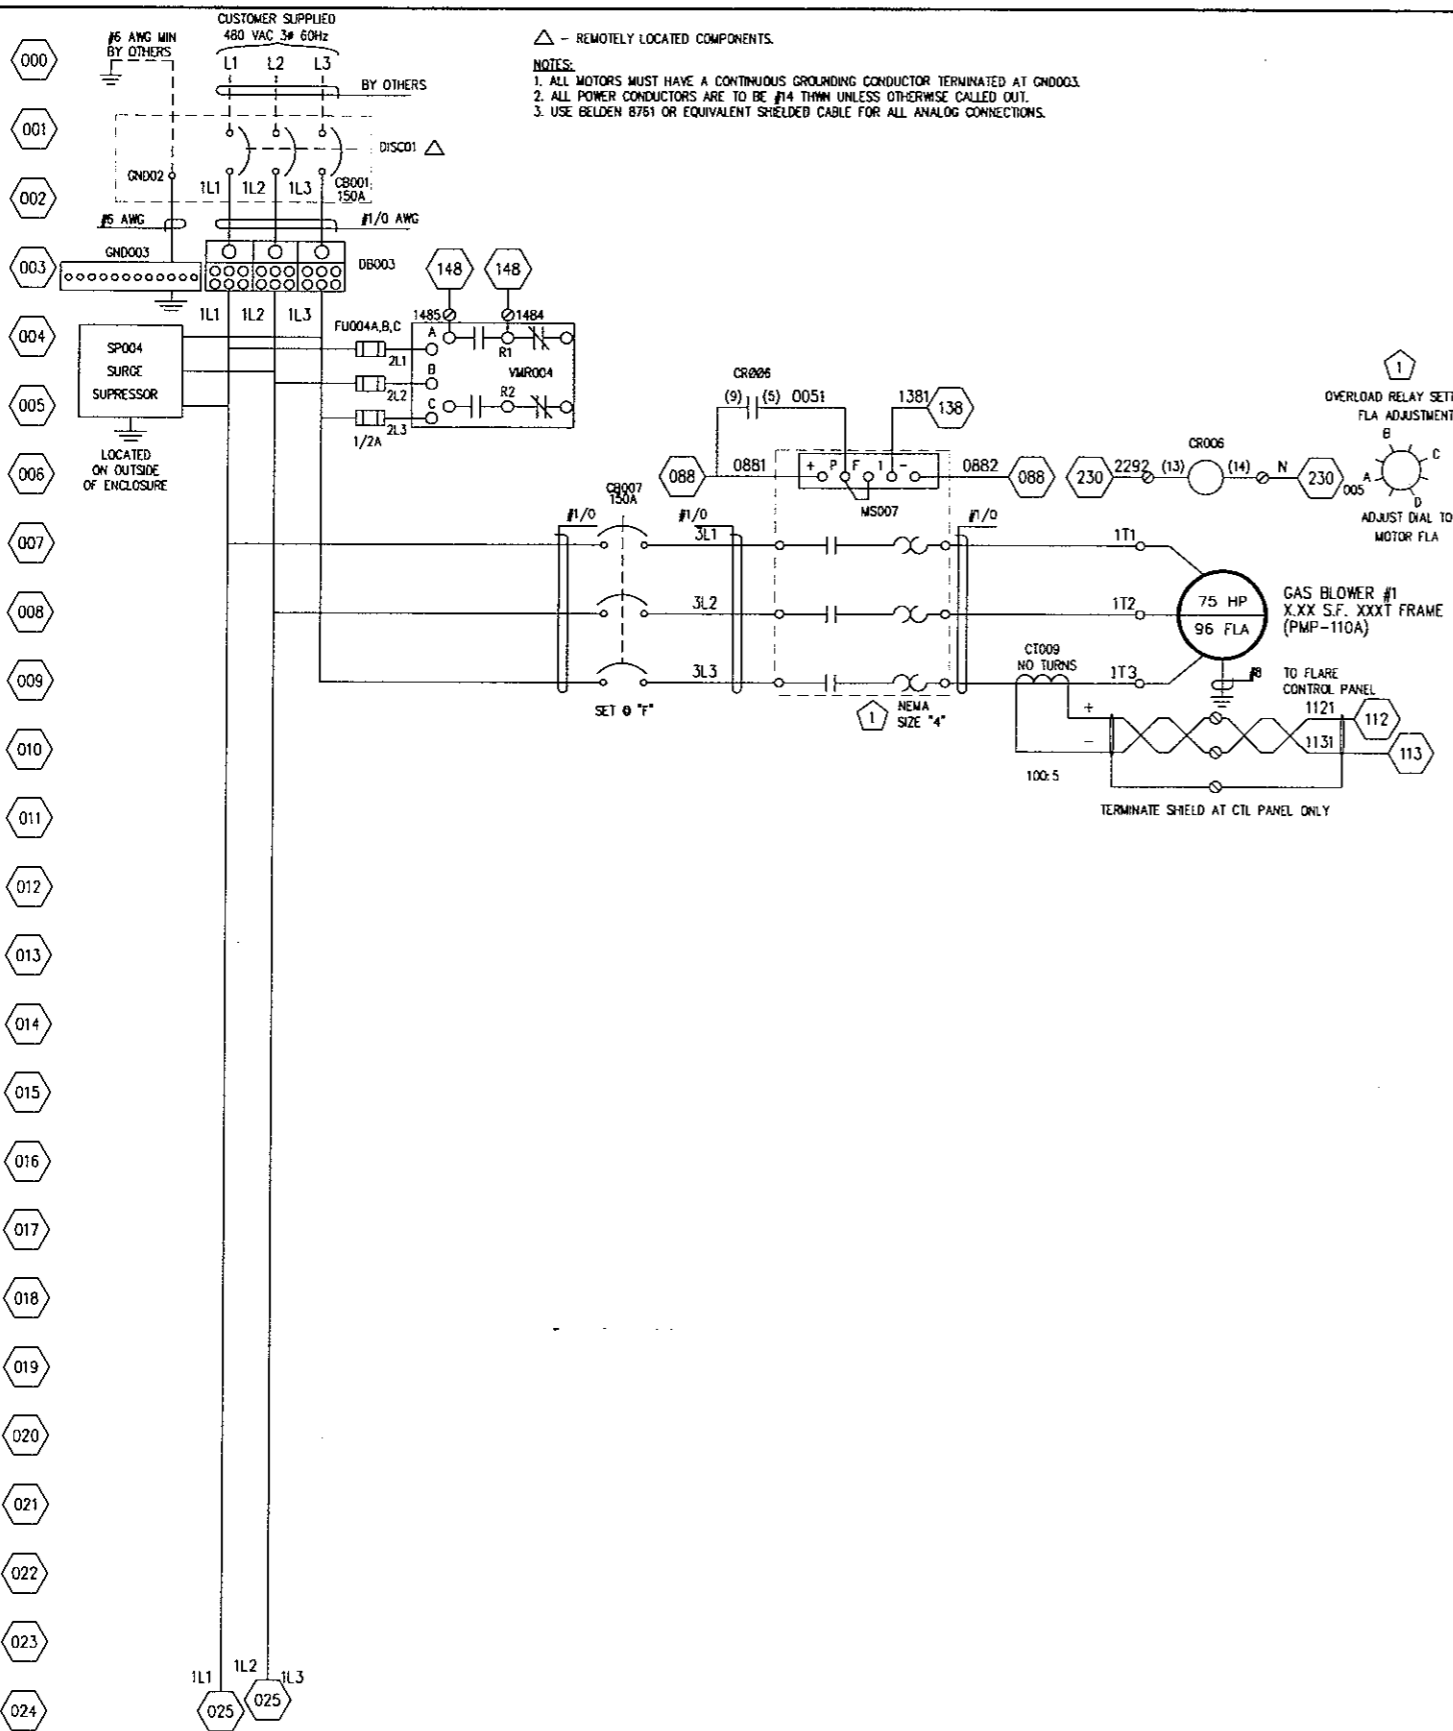 CUSTOMER SUPPLIED
480 VAC 3Φ 60Hz
#6 AWG MIN
BY OTHERS
L1 L2 L3
BY OTHERS
△ - REMOTELY LOCATED COMPONENTS.
NOTES:
1. ALL MOTORS MUST HAVE A CONTINUOUS GROUNDING CONDUCTOR TERMINATED AT GND003.
2. ALL POWER CONDUCTORS ARE TO BE #14 THWN UNLESS OTHERWISE CALLED OUT.
3. USE BELDEN 8761 OR EQUIVALENT SHIELDED CABLE FOR ALL ANALOG CONNECTIONS.
000
001
DISC01
GND02
1L1 1L2 1L3
CB001
150A
002
#6 AWG
#1/0 AWG
GND003
003
DB003
148 148
1L1 1L2 1L3
1485 1484
FU004A,B,C
A
R1
2L1
004
SP004
SURGE
SUPRESSOR
B
VMR004
2L2
R2
C
2L3
1/2A
005
LOCATED
ON OUTSIDE
OF ENCLOSURE
CR006
(9) (5) 0051
1381 138
1
OVERLOAD RELAY SETT
FLA ADJUSTMENT
B
C
A
D
005
ADJUST DIAL TO
MOTOR FLA
006
088 0881
+ P F 1 -
0882 088
MS007
CR006
230 2292 (13) (14) N 230
CB007
150A
#1/0 #1/0 #1/0
007
3L1 1T1
008
3L2 1T2
75 HP
96 FLA
GAS BLOWER #1
X.XX S.F. XXXT FRAME
(PMP-110A)
009
3L3
CT009
NO TURNS
1T3
#8
TO FLARE
CONTROL PANEL
SET @ "F"
1
NEMA
SIZE "4"
+
1121 112
010
-
1131 113
100:5
TERMINATE SHIELD AT CTL PANEL ONLY
011
012
013
014
015
016
017
018
019
020
021
022
023
1L1 1L2 1L3
024
025 025